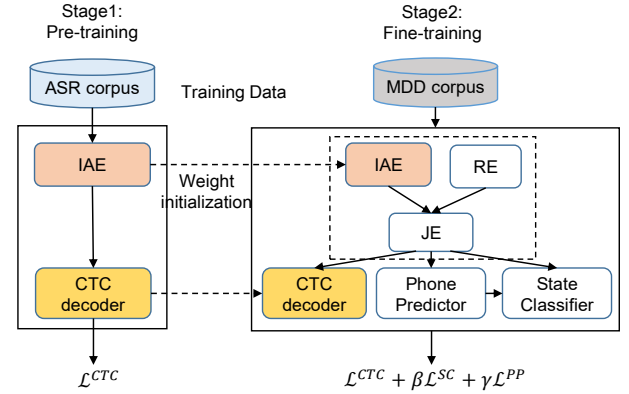 Stage1:
Pre-training
Stage2:
Fine-training
ASR corpus
Training Data
MDD corpus
IAE
Weight
initialization
IAE
RE
JE
CTC
decoder
CTC
decoder
Phone
Predictor
State
Classifier
ℒ^{CTC}
ℒ^{CTC} + βℒ^{SC} + γℒ^{PP}